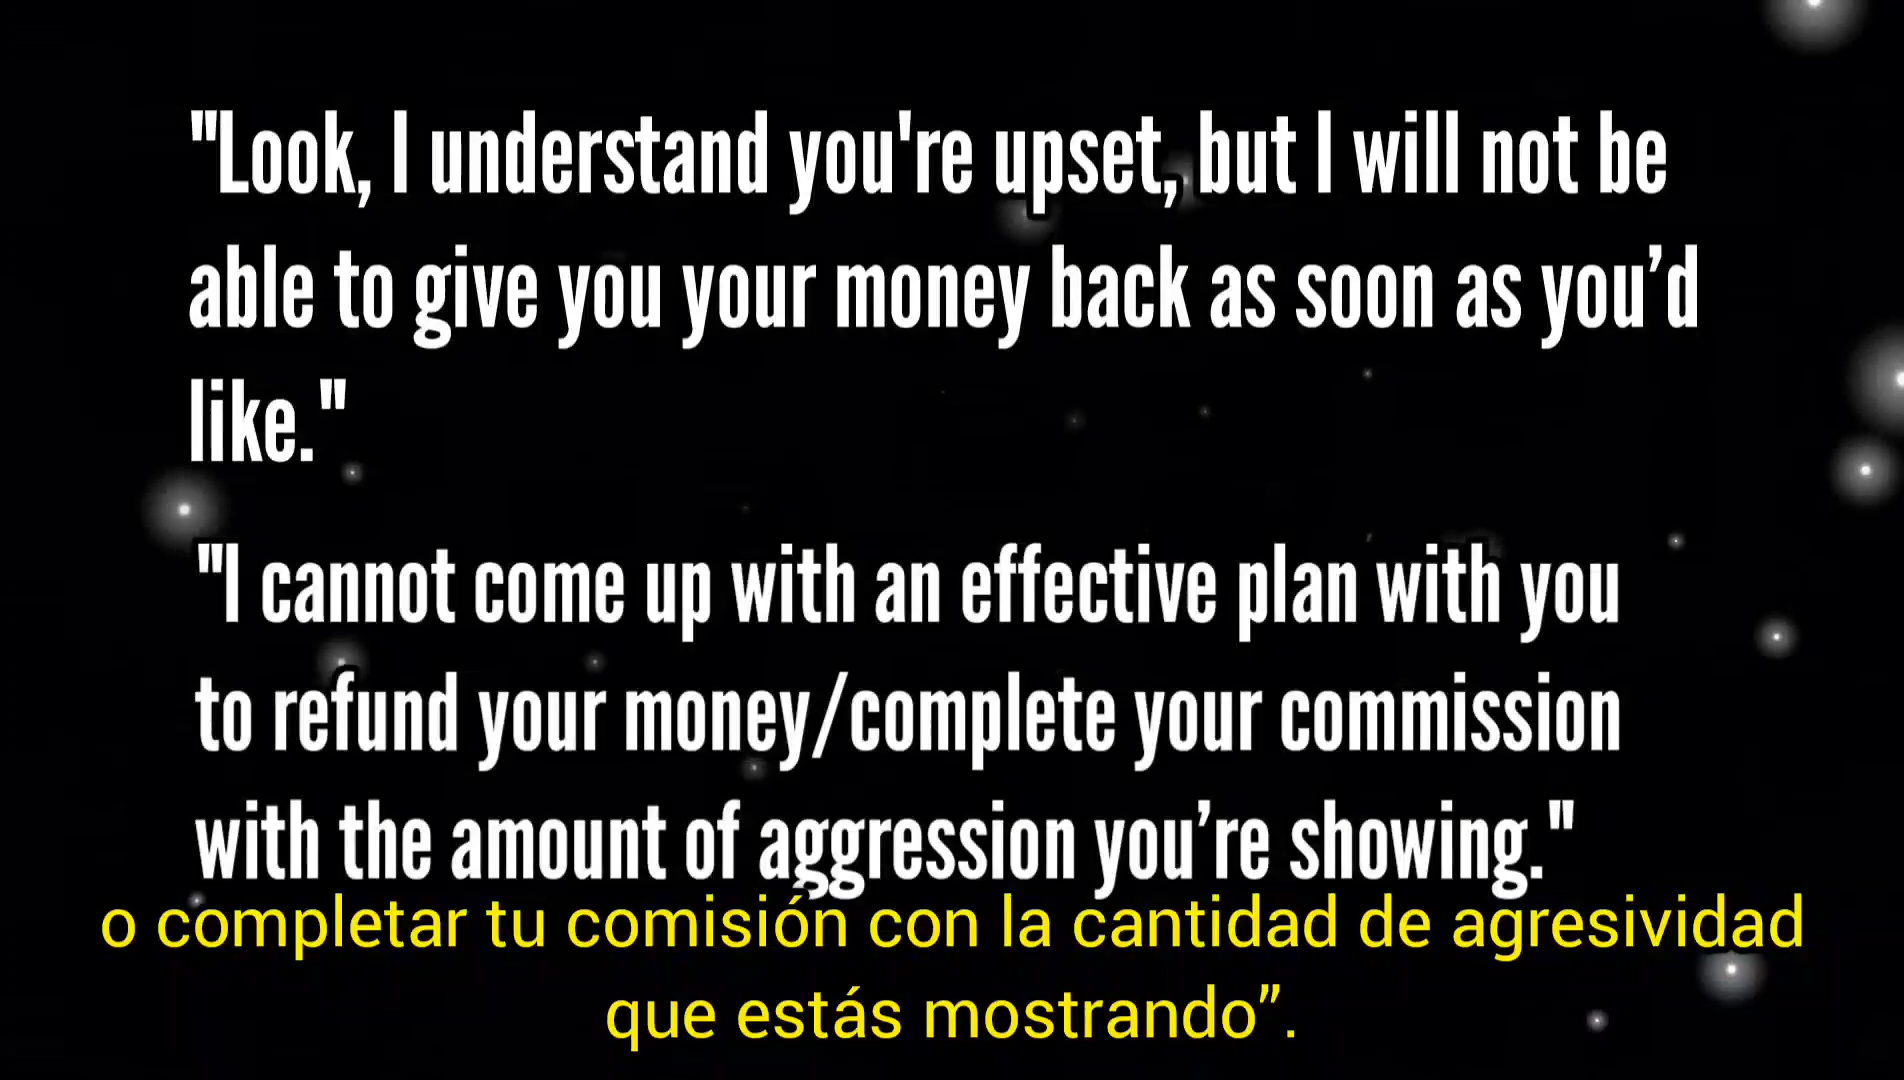 "Look, I understand you're upset, but I will not be
able to give you your money back as soon as you’d
like."
"I cannot come up with an effective plan with you
to refund your money/complete your commission
with the amount of aggression you’re showing."
o completar tu comisión con la cantidad de agresividad
que estás mostrando”.